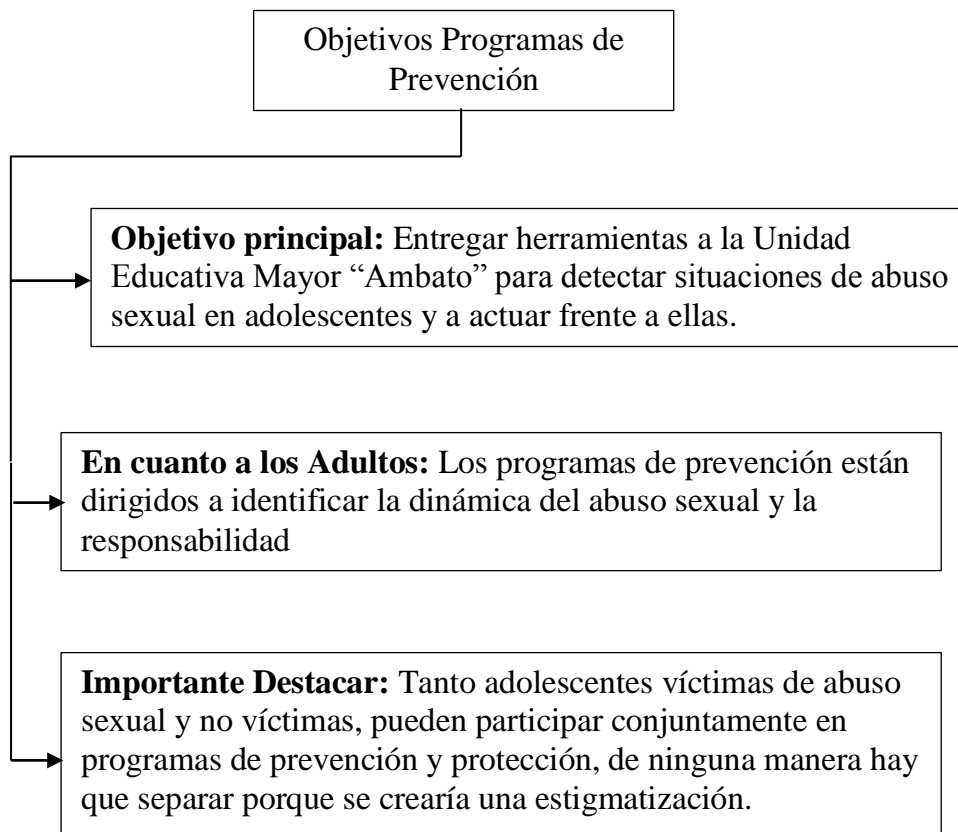 Objetivos Programas de
Prevención
Objetivo principal: Entregar herramientas a la Unidad
Educativa Mayor “Ambato” para detectar situaciones de abuso
sexual en adolescentes y a actuar frente a ellas.
En cuanto a los Adultos: Los programas de prevención están
dirigidos a identificar la dinámica del abuso sexual y la
responsabilidad
Importante Destacar: Tanto adolescentes víctimas de abuso
sexual y no víctimas, pueden participar conjuntamente en
programas de prevención y protección, de ninguna manera hay
que separar porque se crearía una estigmatización.